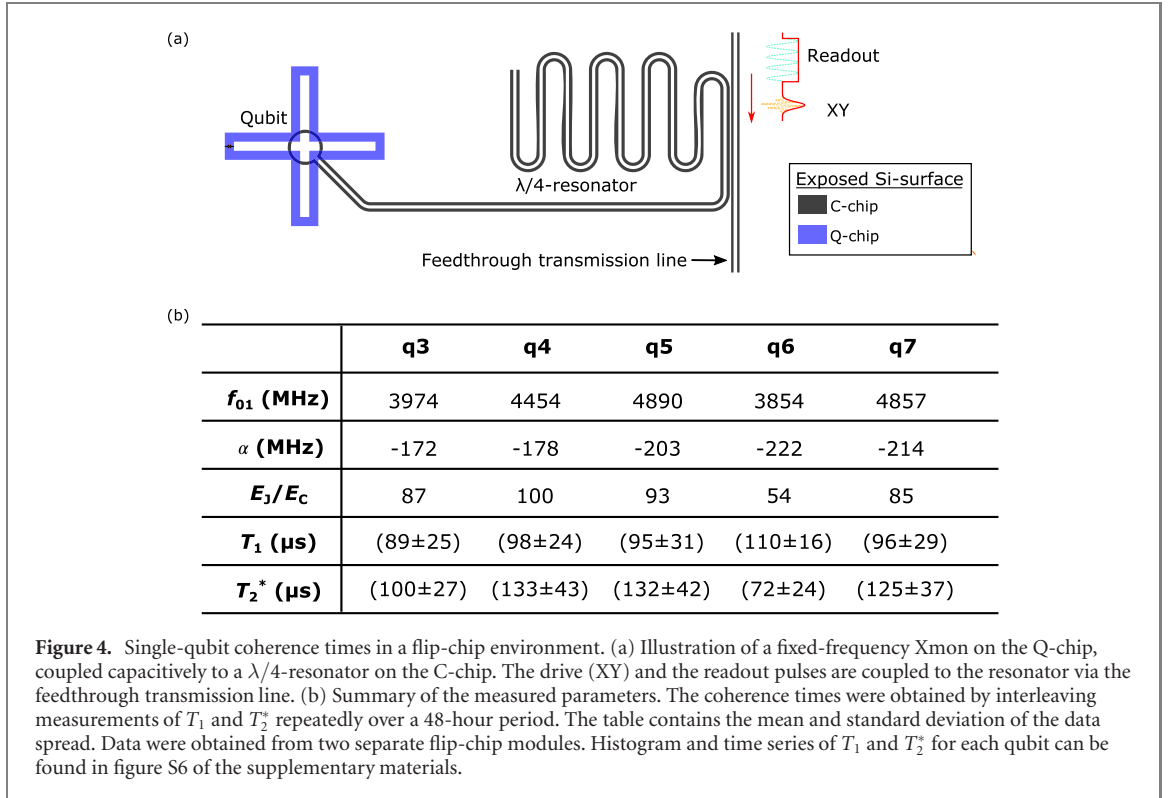 (a)
Qubit
λ/4-resonator
Feedthrough transmission line
Readout
XY
Exposed Si-surface
C-chip
Q-chip
(b)
q3 q4 q5 q6 q7
f01 (MHz) 3974 4454 4890 3854 4857
α (MHz) -172 -178 -203 -222 -214
EJ/EC 87 100 93 54 85
T1 (μs) (89±25) (98±24) (95±31) (110±16) (96±29)
T2* (μs) (100±27) (133±43) (132±42) (72±24) (125±37)
Figure 4. Single-qubit coherence times in a flip-chip environment. (a) Illustration of a fixed-frequency Xmon on the Q-chip,
coupled capacitively to a λ/4-resonator on the C-chip. The drive (XY) and the readout pulses are coupled to the resonator via the
feedthrough transmission line. (b) Summary of the measured parameters. The coherence times were obtained by interleaving
measurements of T1 and T2* repeatedly over a 48-hour period. The table contains the mean and standard deviation of the data
spread. Data were obtained from two separate flip-chip modules. Histogram and time series of T1 and T2* for each qubit can be
found in figure S6 of the supplementary materials.